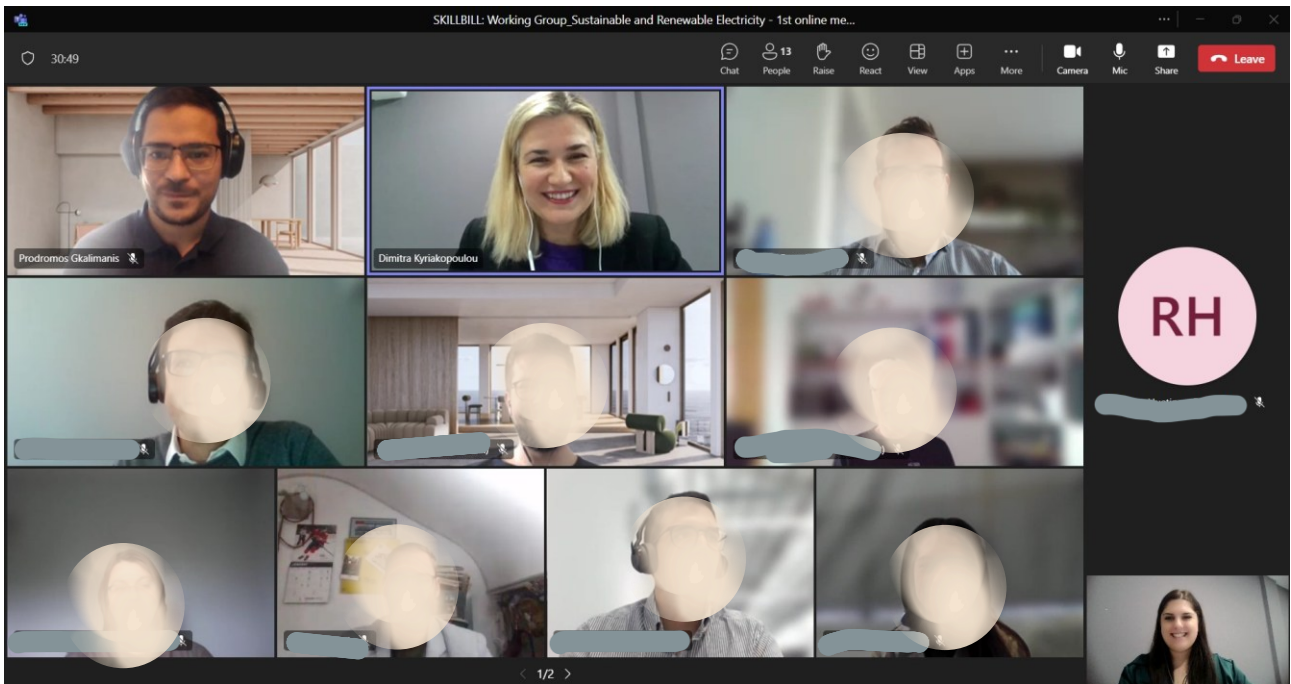 SKILLBILL: Working Group_Sustainable and Renewable Electricity - 1st online me...
30:49
13
Chat
People
Raise
React
View
Apps
More
Camera
Mic
Share
Leave
Prodromos Gkalimanis
Dimitra Kyriakopoulou
RH
1/2